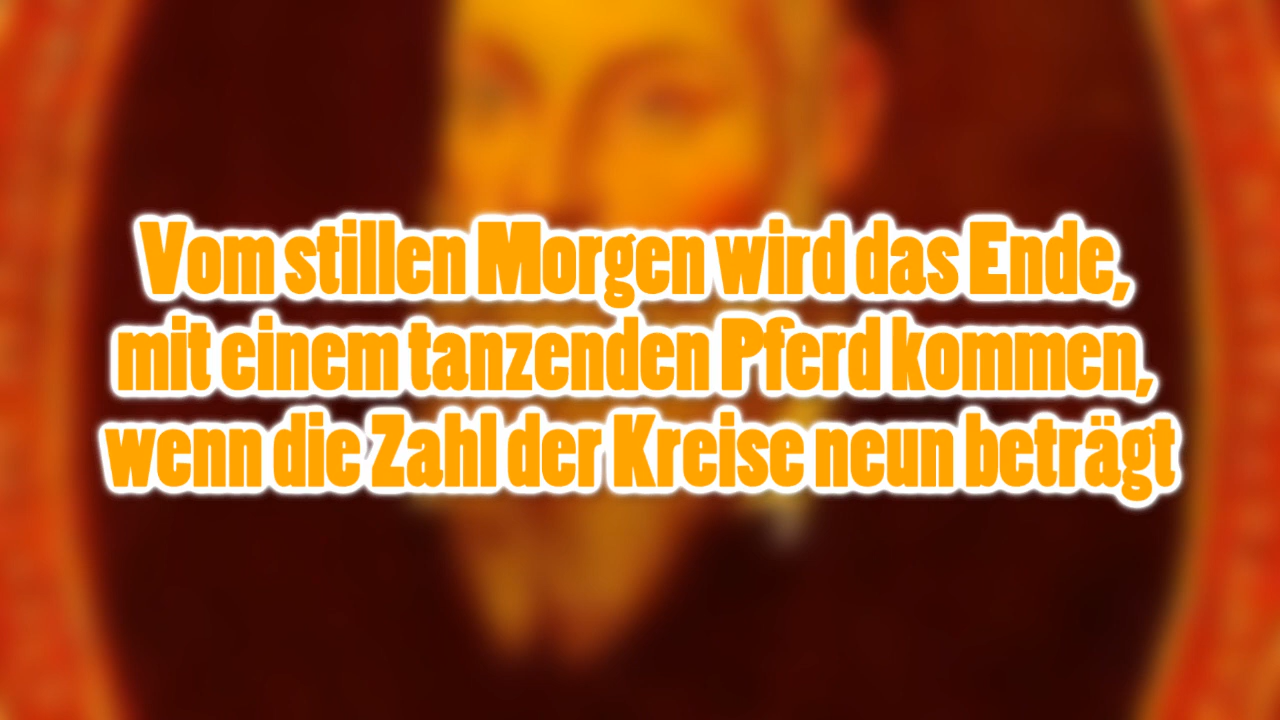 Vom stillen Morgen wird das Ende,
mit einem tanzenden Pferd kommen,
wenn die Zahl der Kreise neun beträgt